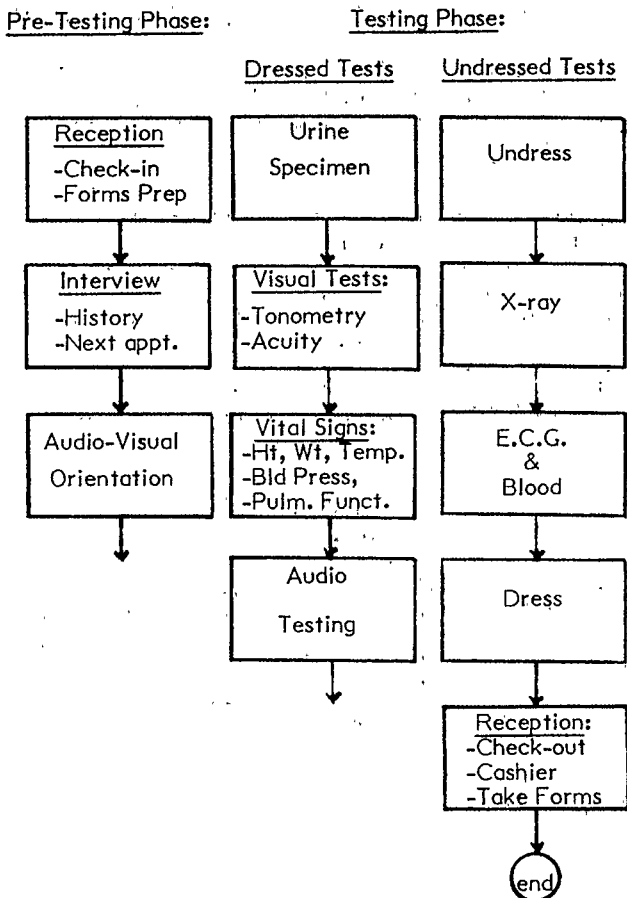 Pre-Testing Phase:
Testing Phase:
Dressed Tests
Undressed Tests
Reception
-Check-in
-Forms Prep
Interview
-History
-Next appt.
Audio-Visual
Orientation
Urine
Specimen
Visual Tests:
-Tonometry
-Acuity
Vital Signs:
-Ht, Wt, Temp.
-Bld Press,
-Pulm. Funct.
Audio
Testing
Undress
X-ray
E.C.G.
&
Blood
Dress
Reception:
-Check-out
-Cashier
-Take Forms
end